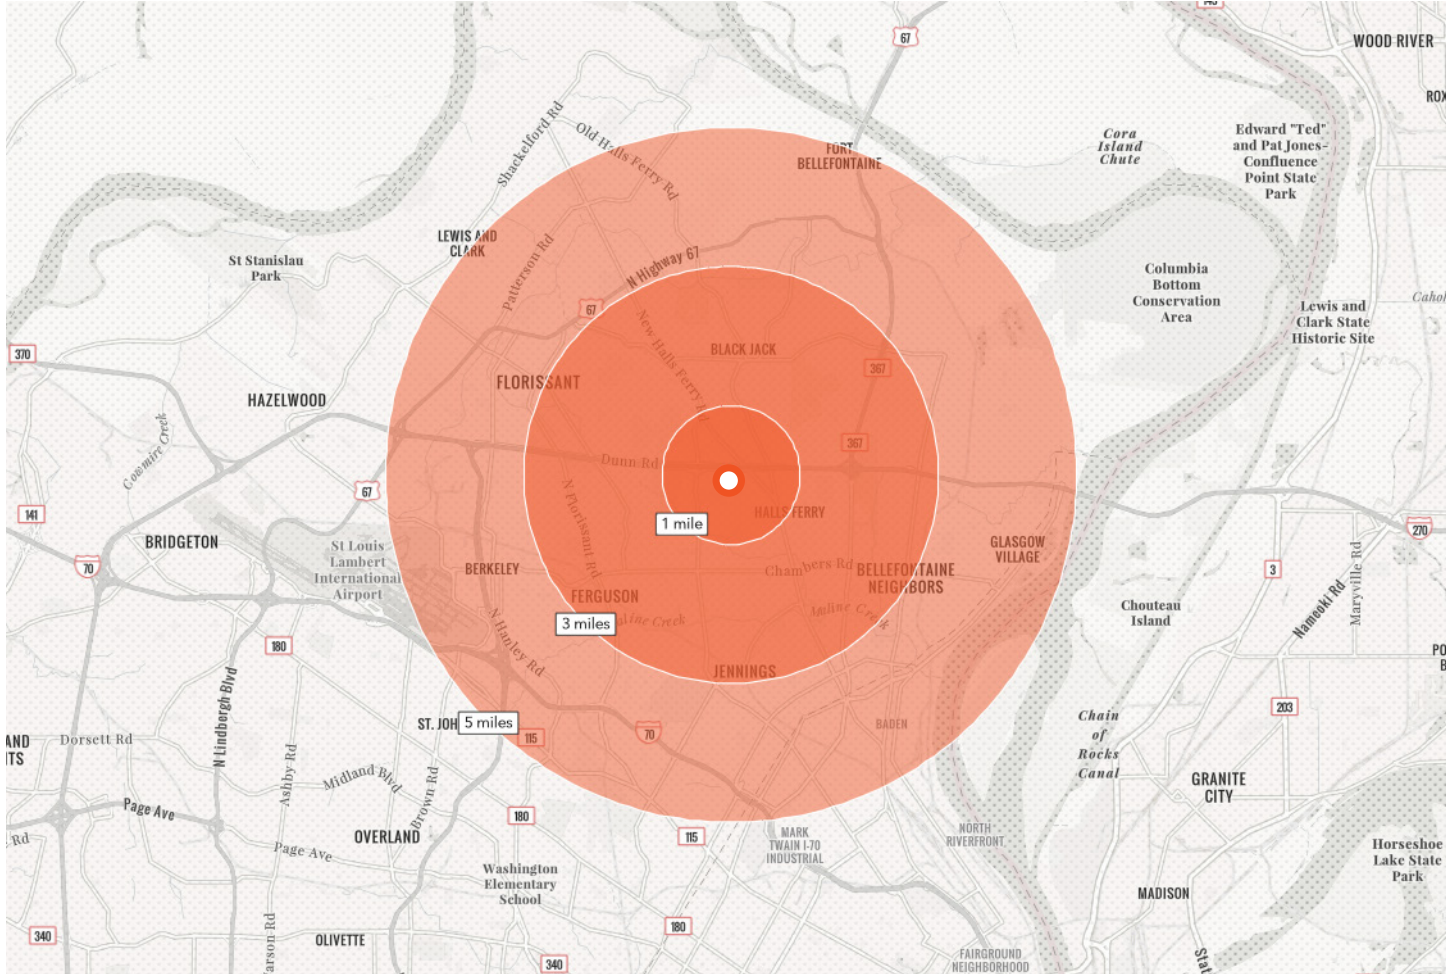 67
WOOD RIVER
Shackelford Rd
Old Halls Ferry Rd
FORT
BELLEFONTAINE
Cora
Island
Chute
Edward "Ted"
and Pat Jones-
Confluence
Point State
Park
LEWIS AND
CLARK
St Stanislau
Park
Patterson Rd
N Highway 67
67
Columbia
Bottom
Conservation
Area
Lewis and
Clark State
Historic Site
370
New Halls Ferry Rd
BLACK JACK
367
FLORISSANT
HAZELWOOD
Cowmire Creek
Dunn Rd
367
67
141
1 mile
HALLS FERRY
N Florissant Rd
270
BRIDGETON
St Louis
Lambert
International
Airport
70
BERKELEY
GLASGOW
VILLAGE
Chambers Rd
BELLEFONTAINE
NEIGHBORS
3
Nameoki Rd
Maryville Rd
FERGUSON
3 miles
Chouteau
Island
180
N Hanley Rd
N Lindbergh Blvd
JENNINGS
203
ST. JOH
5 miles
115
70
BADEN
Chain
of
Rocks
Canal
AND
TS
Dorsett Rd
Ashby Rd
Midland Blvd
Brown Rd
Page Ave
GRANITE
CITY
180
115
OVERLAND
Page Ave
MARK
TWAIN I-70
INDUSTRIAL
NORTH
RIVERFRONT
Washington
Elementary
School
Horseshoe
Lake State
Park
MADISON
340
OLIVETTE
180
340
FAIRGROUND
NEIGHBORHOOD